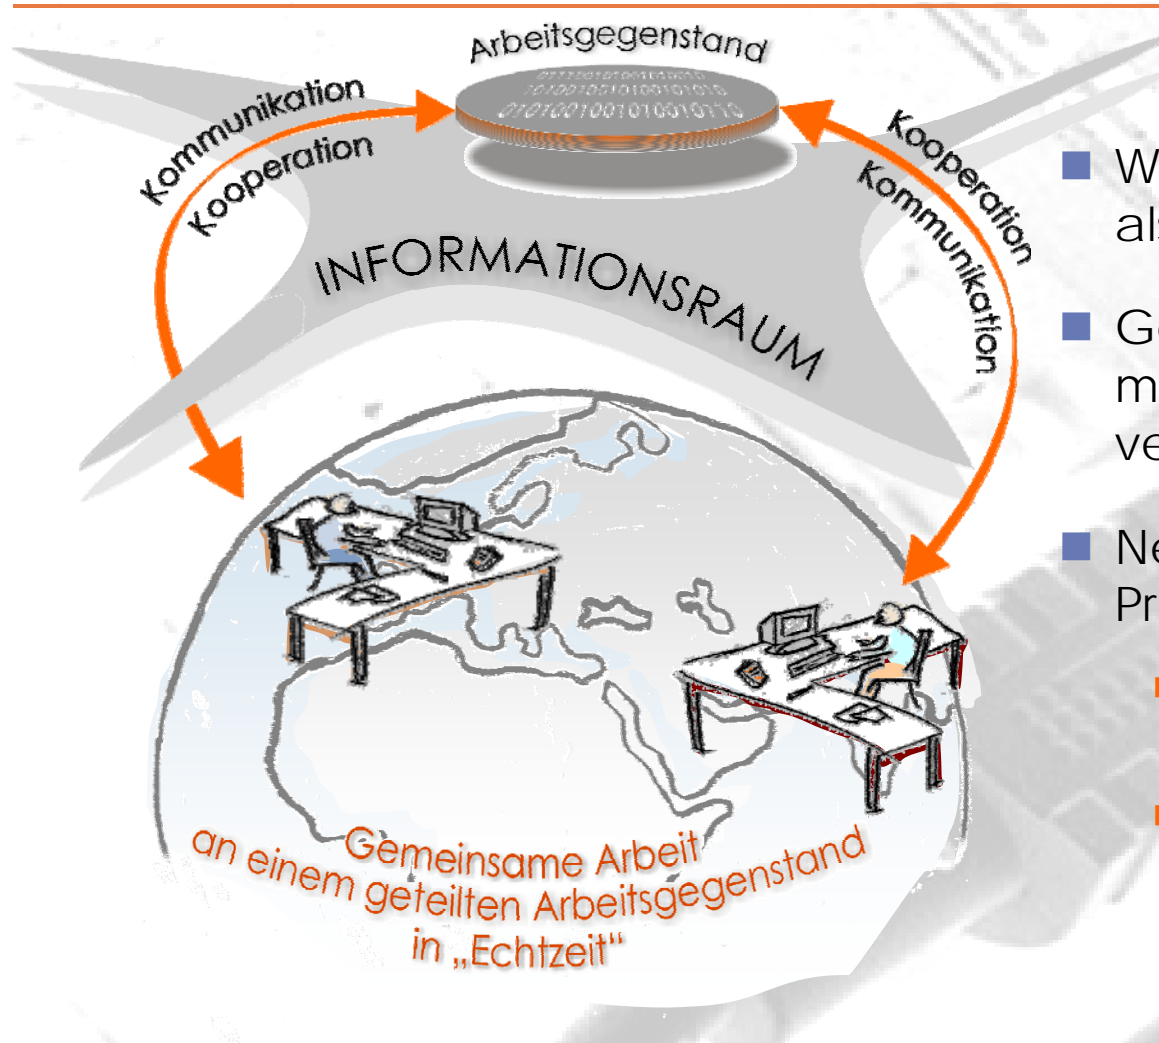 Arbeitsgegenstand
Kommunikation
Kooperation
Kooperation
Kommunikation
INFORMATIONSRAUM
Gemeinsame Arbeit
an einem geteilten Arbeitsgegenstand
in „Echtzeit“